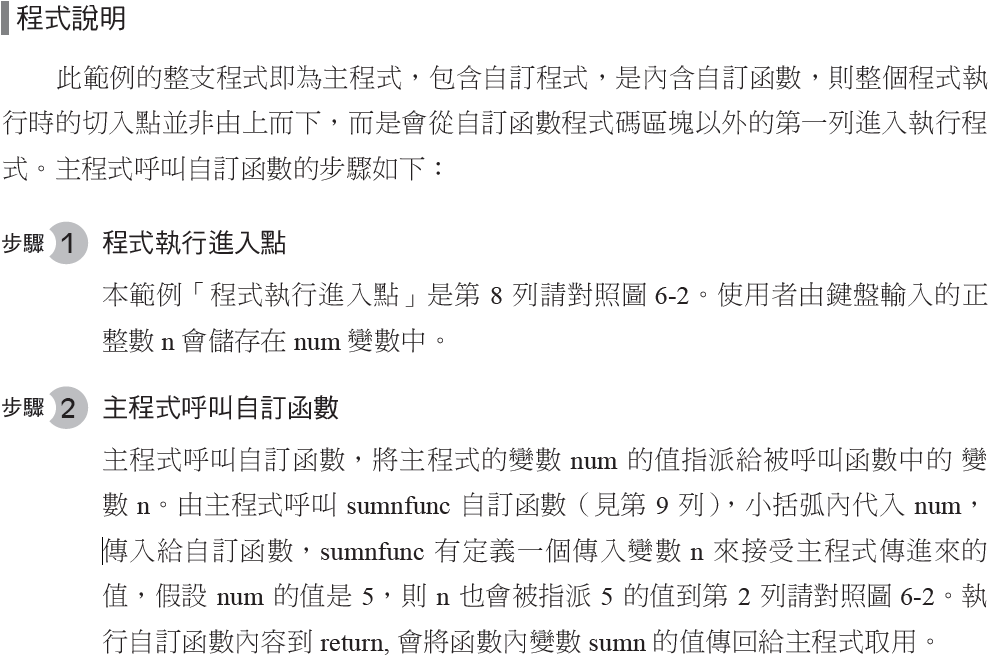 程式說明
此範例的整支程式即為主程式，包含自訂程式，是內含自訂函數，則整個程式執
行時的切入點並非由上而下，而是會從自訂函數程式碼區塊以外的第一列進入執行程
式。主程式呼叫自訂函數的步驟如下：
步驟 1 程式執行進入點
本範例「程式執行進入點」是第 8 列請對照圖 6-2。使用者由鍵盤輸入的正
整數 n 會儲存在 num 變數中。
步驟 2 主程式呼叫自訂函數
主程式呼叫自訂函數，將主程式的變數 num 的值指派給被呼叫函數中的 變
數 n。由主程式呼叫 sumnfunc 自訂函數（見第 9 列），小括弧內代入 num，
傳入給自訂函數，sumnfunc 有定義一個傳入變數 n 來接受主程式傳進來的
值，假設 num 的值是 5，則 n 也會被指派 5 的值到第 2 列請對照圖 6-2。執
行自訂函數內容到 return, 會將函數內變數 sumn 的值傳回給主程式取用。